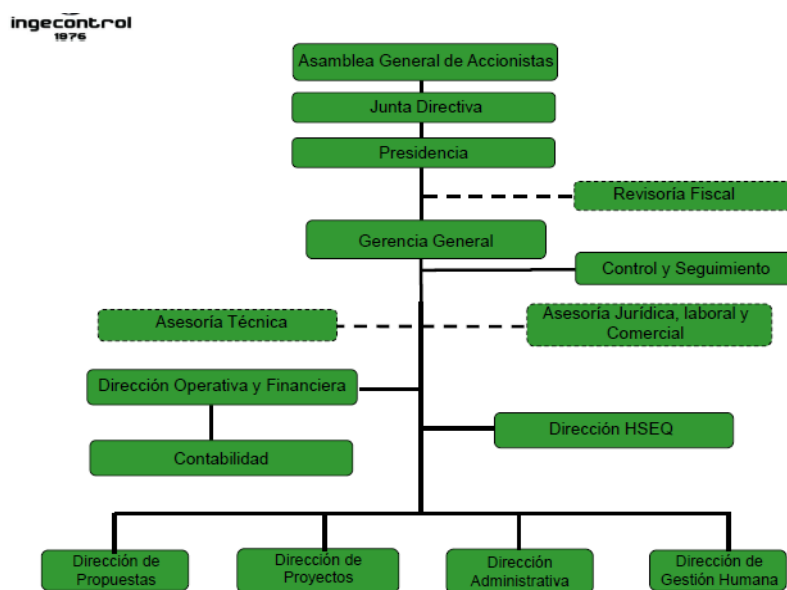 ingecontrol
1976
Asamblea General de Accionistas
Junta Directiva
Presidencia
Revisoría Fiscal
Gerencia General
Control y Seguimiento
Asesoría Técnica
Asesoría Jurídica, laboral y
Comercial
Dirección Operativa y Financiera
Dirección HSEQ
Contabilidad
Dirección de
Propuestas
Dirección de
Proyectos
Dirección
Administrativa
Dirección de
Gestión Humana